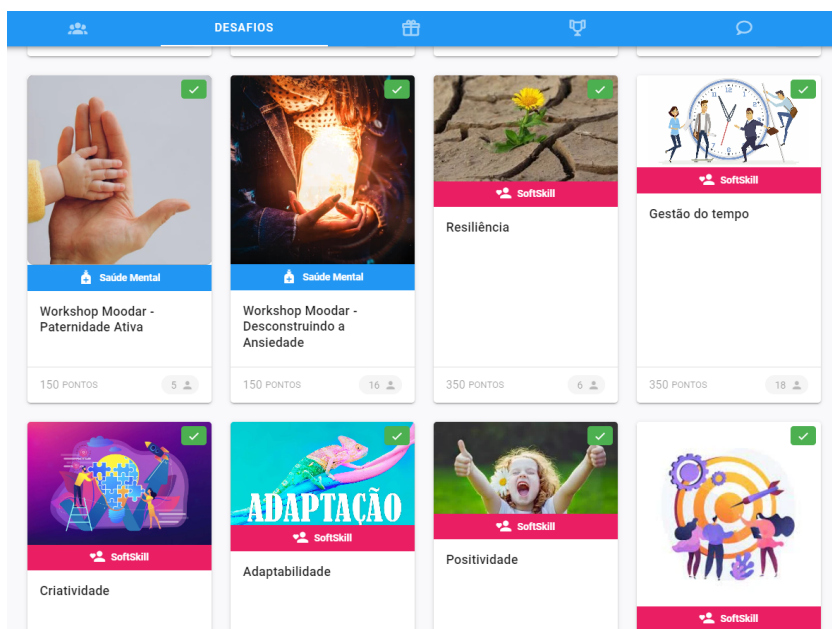 DESAFIOS
Saúde Mental
Workshop Moodar -
Paternidade Ativa
150 PONTOS
5
Saúde Mental
Workshop Moodar -
Desconstruindo a
Ansiedade
150 PONTOS
16
SoftSkill
Resiliência
350 PONTOS
6
SoftSkill
Gestão do tempo
350 PONTOS
18
SoftSkill
Criatividade
ADAPTAÇÃO
SoftSkill
Adaptabilidade
SoftSkill
Positividade
SoftSkill